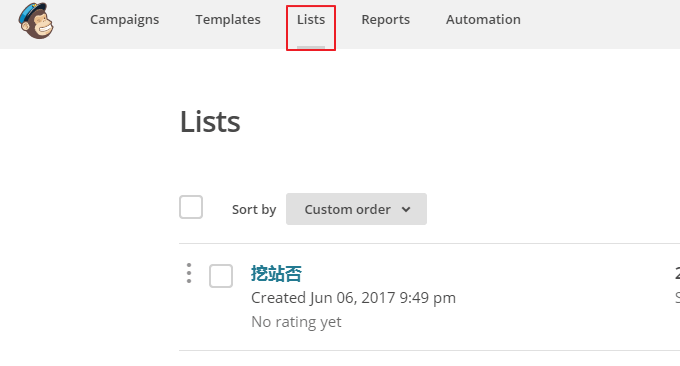 Campaigns Templates Lists Reports Automation
Lists
Sort by Custom order
挖站否
Created Jun 06, 2017 9:49 pm
No rating yet